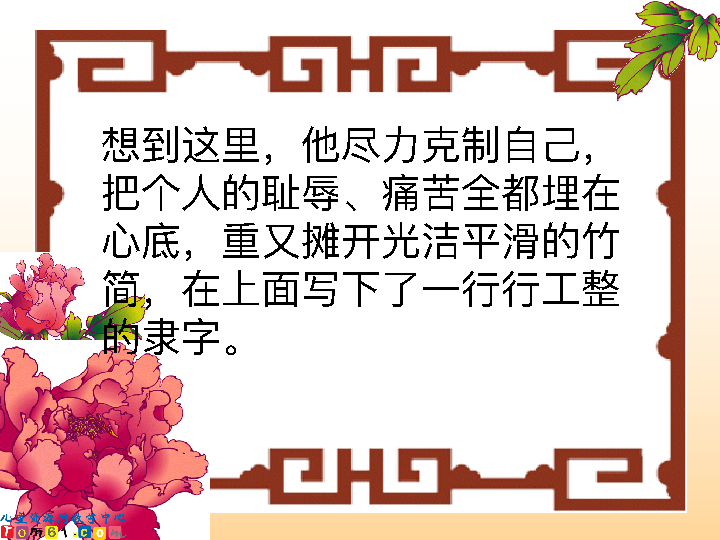 想到这里，他尽力克制自己，
把个人的耻辱、痛苦全都埋在
心底，重又摊开光洁平滑的竹
简，在上面写下了一行行工整
的隶字。